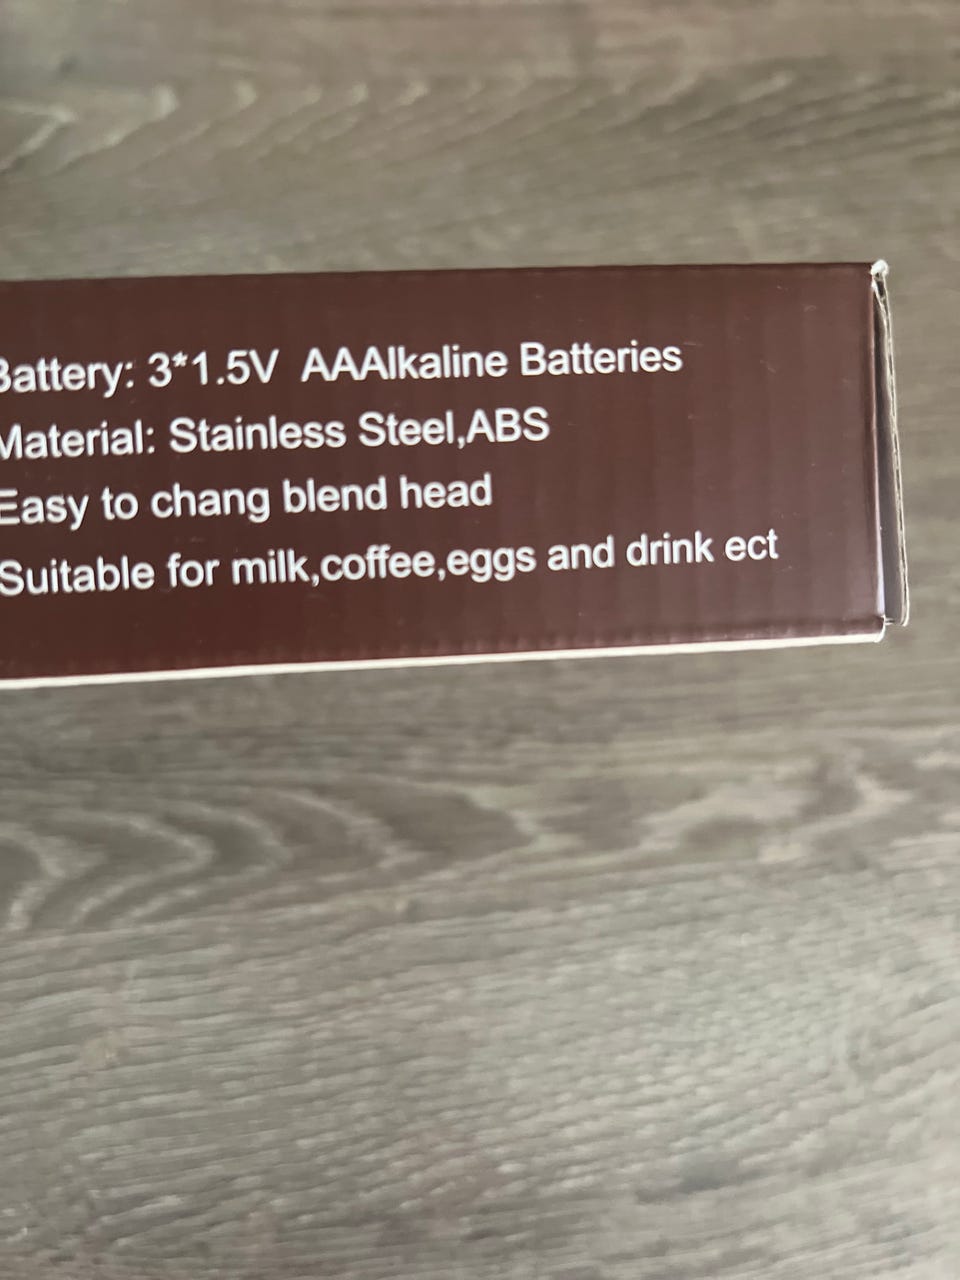 Battery: 3*1.5V AAAlkaline Batteries
Material: Stainless Steel,ABS
Easy to chang blend head
Suitable for milk,coffee,eggs and drink ect